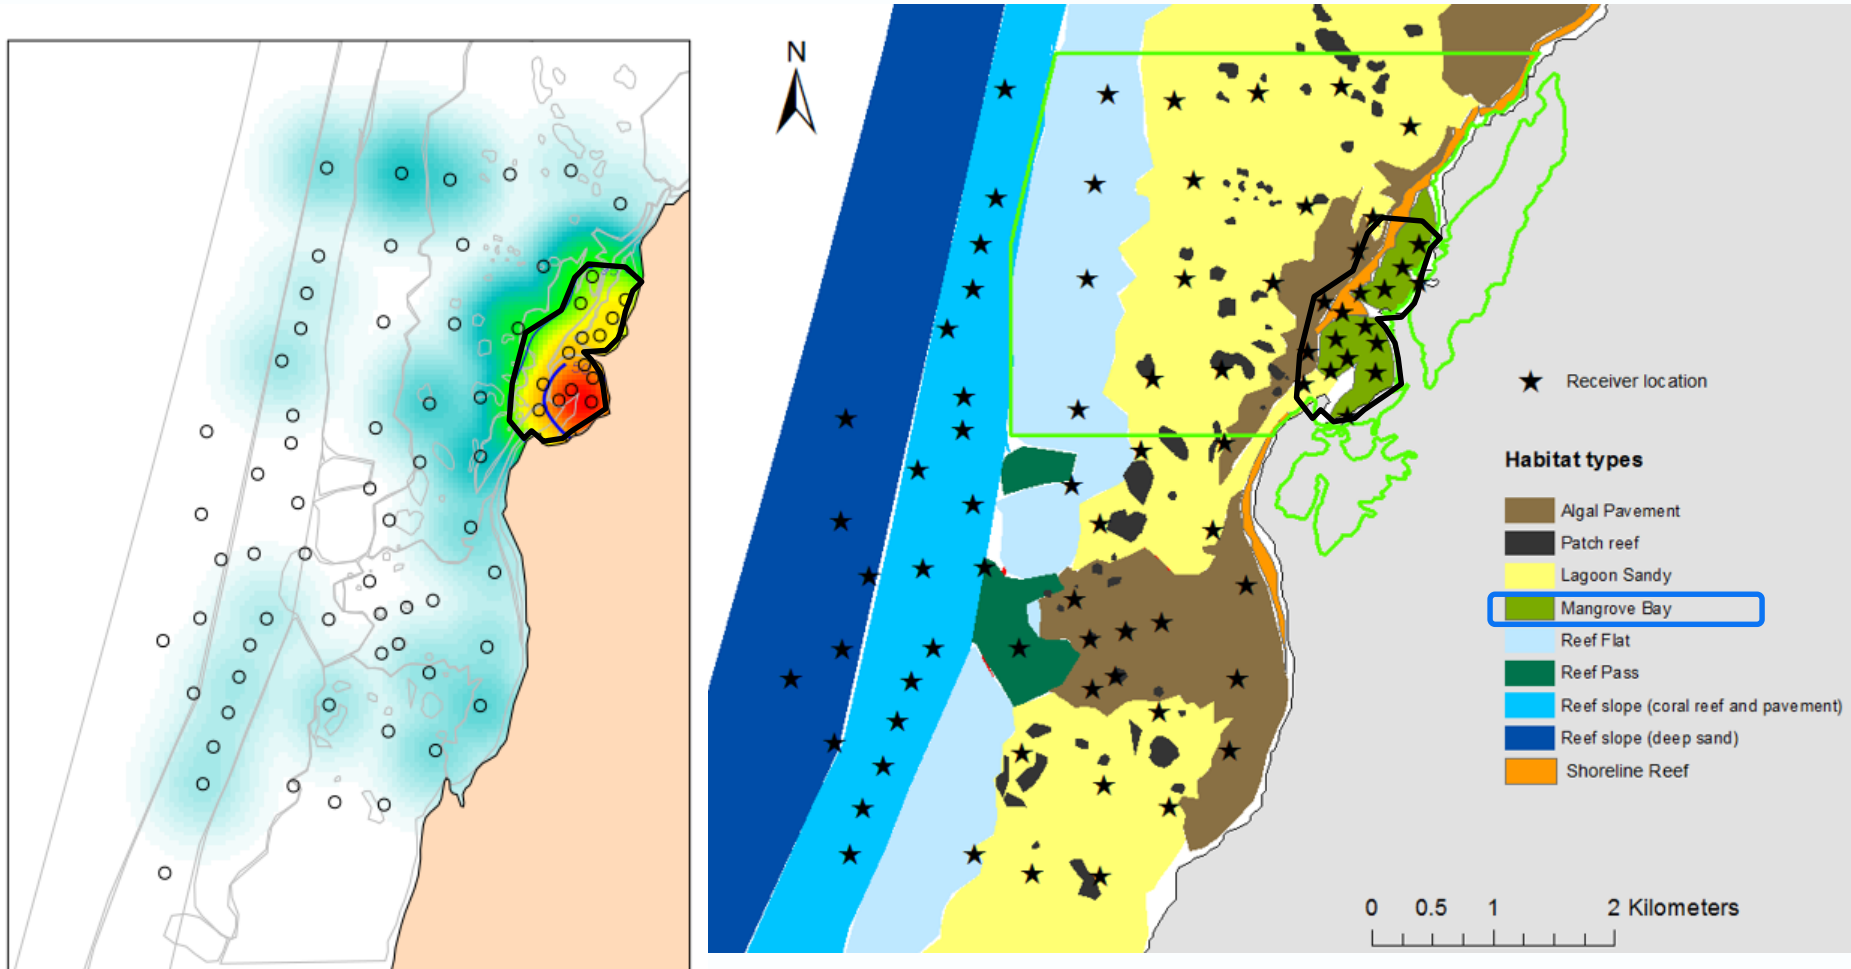 N
Receiver location
Habitat types
Algal Pavement
Patch reef
Lagoon Sandy
Mangrove Bay
Reef Flat
Reef Pass
Reef slope (coral reef and pavement)
Reef slope (deep sand)
Shoreline Reef
0 0.5 1 2 Kilometers